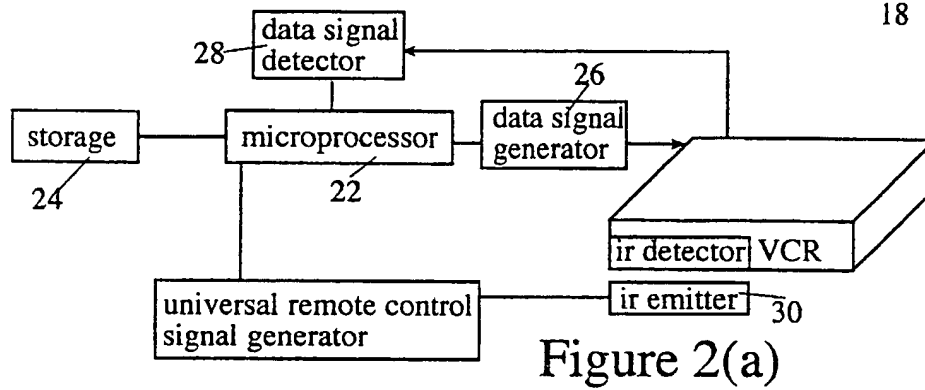 18
28
data signal
detector
26
storage
microprocessor
data signal
generator
24
22
ir detector
VCR
universal remote control
signal generator
ir emitter
30
Figure 2(a)